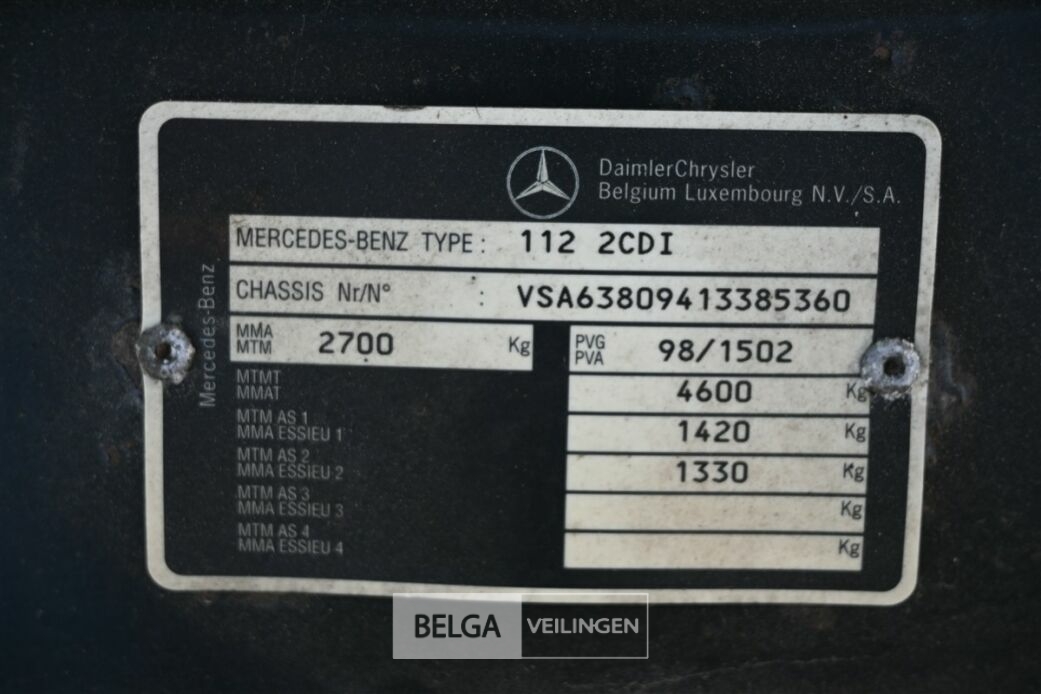 DaimlerChrysler
Belgium Luxembourg N.V./S.A.
Mercedes-Benz
MERCEDES-BENZ TYPE : 112 2CDI
CHASSIS Nr/N° : VSA63809413385360
MMA
MTM 2700 Kg
PVG
PVA 98/1502
MTMT
MMAT 4600 Kg
MTM AS 1
MMA ESSIEU 1 1420 Kg
MTM AS 2
MMA ESSIEU 2 1330 Kg
MTM AS 3
MMA ESSIEU 3 Kg
MTM AS 4
MMA ESSIEU 4 Kg
BELGA VEILINGEN